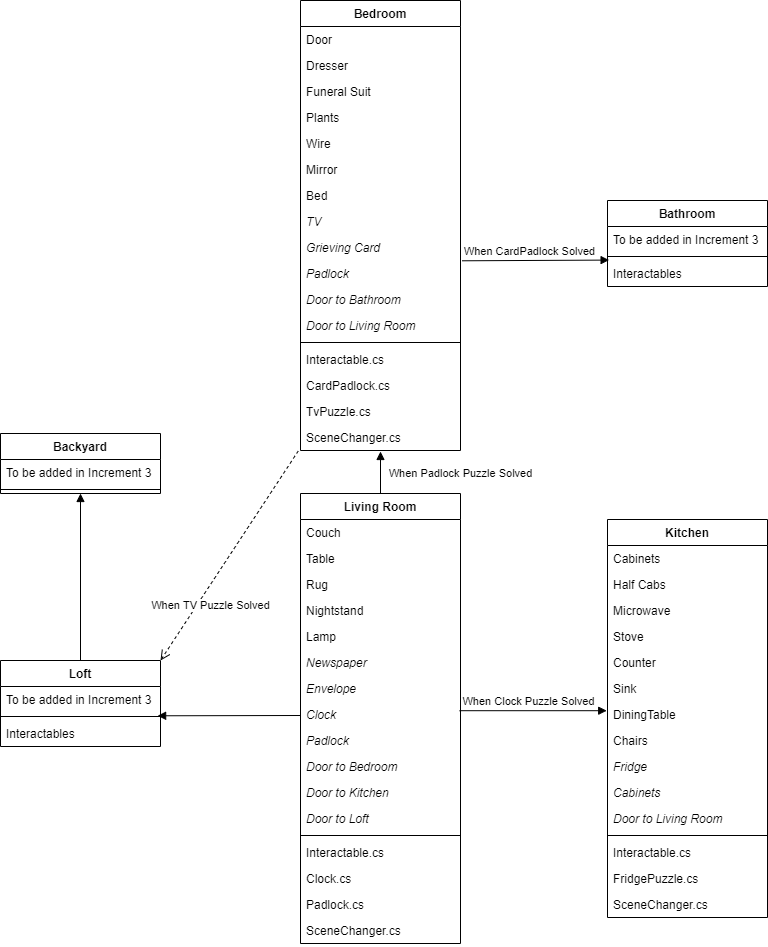 Bedroom
Door
Dresser
Funeral Suit
Plants
Wire
Mirror
Bed
TV
Grieving Card
Padlock
Door to Bathroom
Door to Living Room
Interactable.cs
CardPadlock.cs
TvPuzzle.cs
SceneChanger.cs
When CardPadlock Solved
Bathroom
To be added in Increment 3
Interactables
Backyard
To be added in Increment 3
When Padlock Puzzle Solved
When TV Puzzle Solved
Loft
To be added in Increment 3
Interactables
Living Room
Couch
Table
Rug
Nightstand
Lamp
Newspaper
Envelope
Clock
Padlock
Door to Bedroom
Door to Kitchen
Door to Loft
Interactable.cs
Clock.cs
Padlock.cs
SceneChanger.cs
When Clock Puzzle Solved
Kitchen
Cabinets
Half Cabs
Microwave
Stove
Counter
Sink
DiningTable
Chairs
Fridge
Cabinets
Door to Living Room
Interactable.cs
FridgePuzzle.cs
SceneChanger.cs